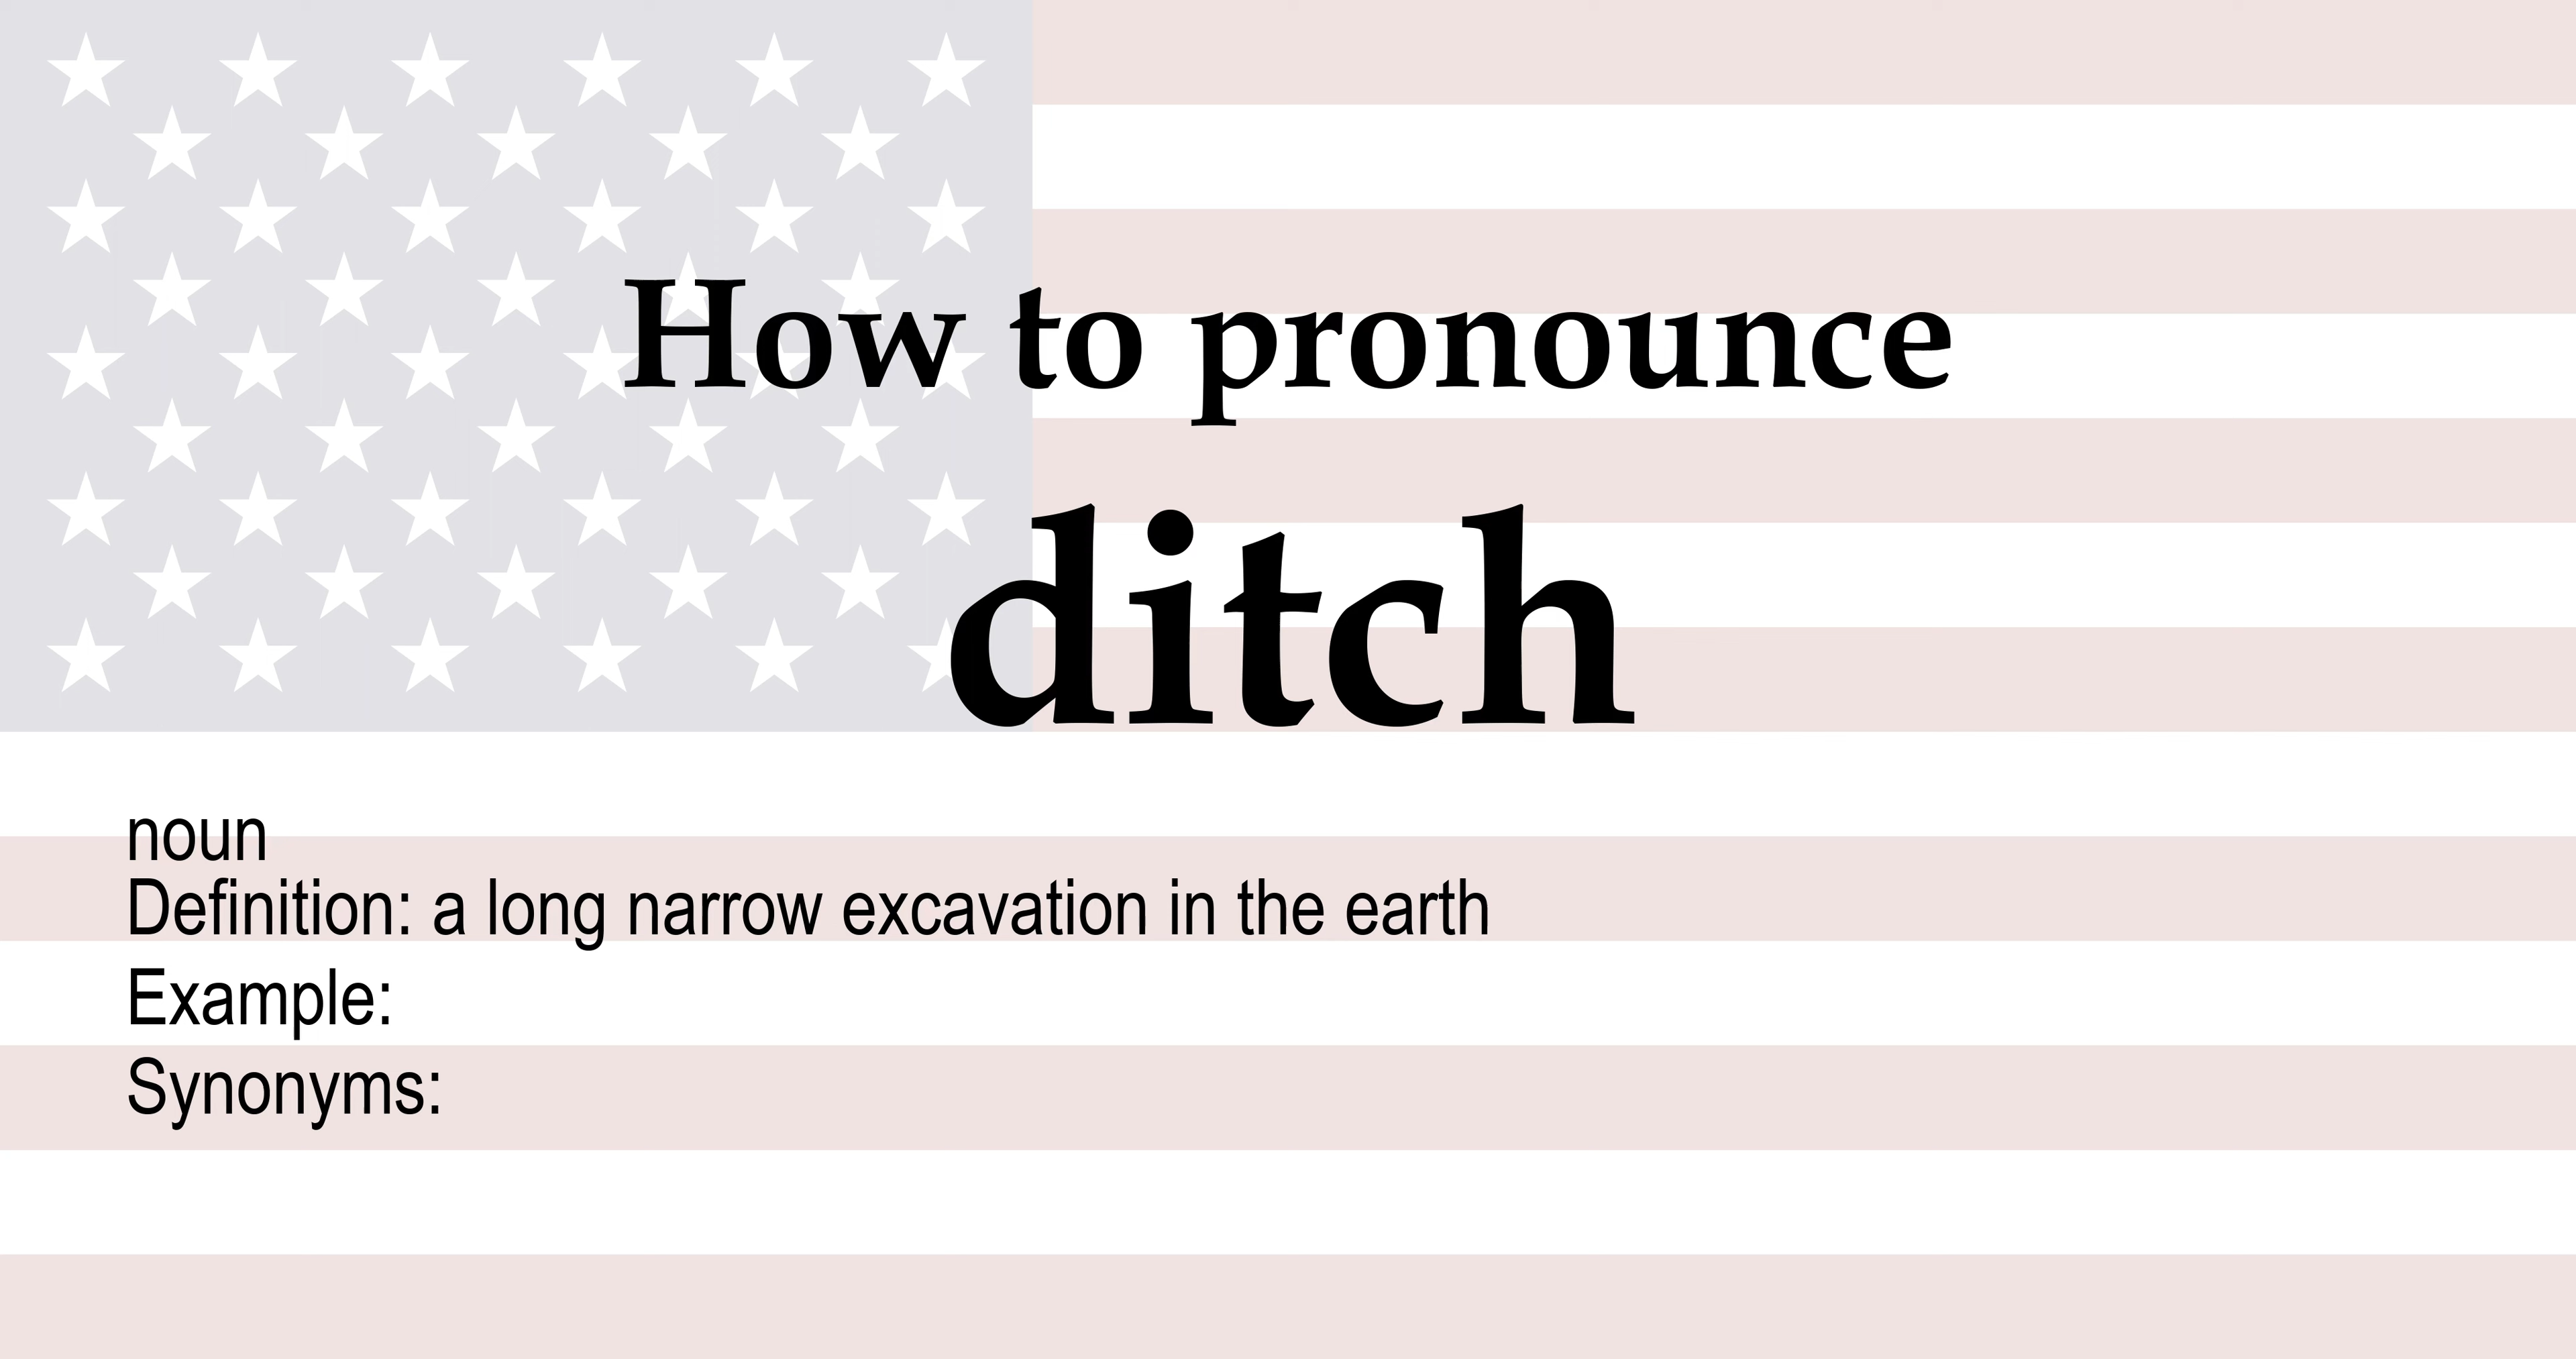 How to pronounce
ditch
noun
Definition: a long narrow excavation in the earth
Example:
Synonyms: